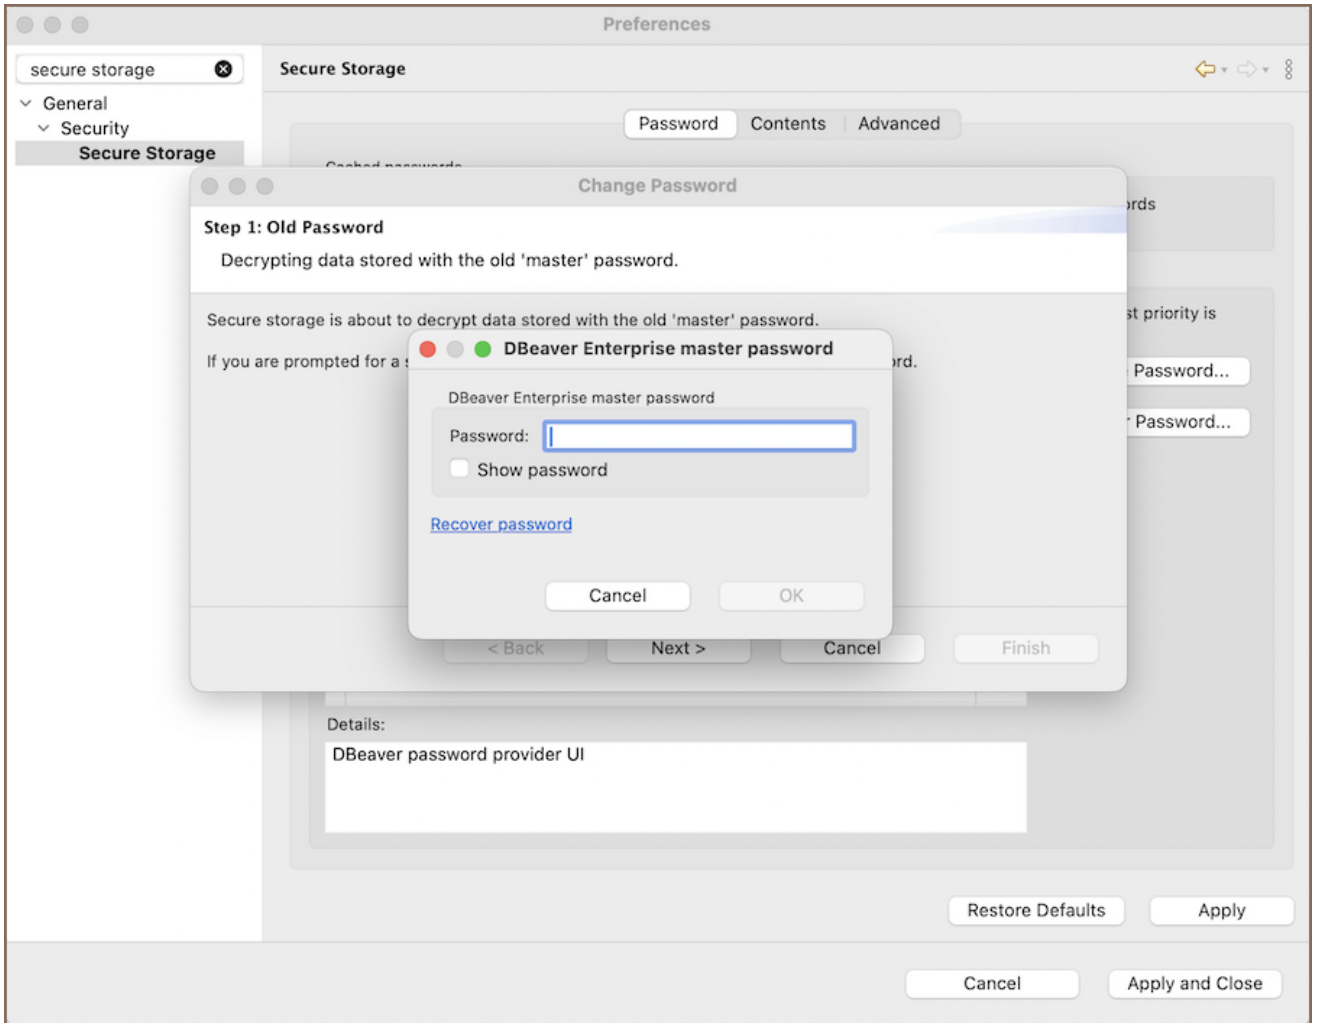 Preferences
secure storage
General
Security
Secure Storage
Secure Storage
Password
Contents
Advanced
Cached passwords
Change Password
Step 1: Old Password
Decrypting data stored with the old 'master' password.
Secure storage is about to decrypt data stored with the old 'master' password.
If you are prompted for a
st priority is
Password...
Password...
DBeaver Enterprise master password
DBeaver Enterprise master password
Password:
Show password
Recover password
Cancel
OK
< Back
Next >
Cancel
Finish
Details:
DBeaver password provider UI
Restore Defaults
Apply
Cancel
Apply and Close